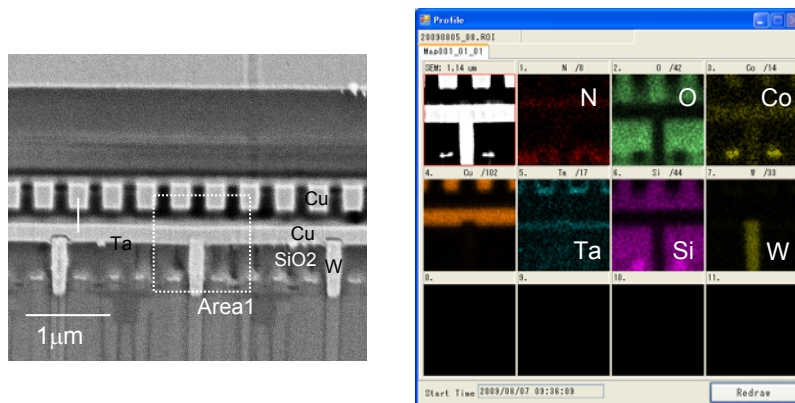 Cu
Cu
Ta
SiO2
W
Area1
1μm
Profile
20090805_08.ROI
Map001_01_01
SEM: 1.14 um
1. N /8
2. O /42
3. Co /14
N
O
Co
4. Cu /102
5. Ta /17
6. Si /44
7. W /33
Ta
Si
W
8.
9.
10.
11.
Start Time 2009/08/07 09:36:09
Redraw